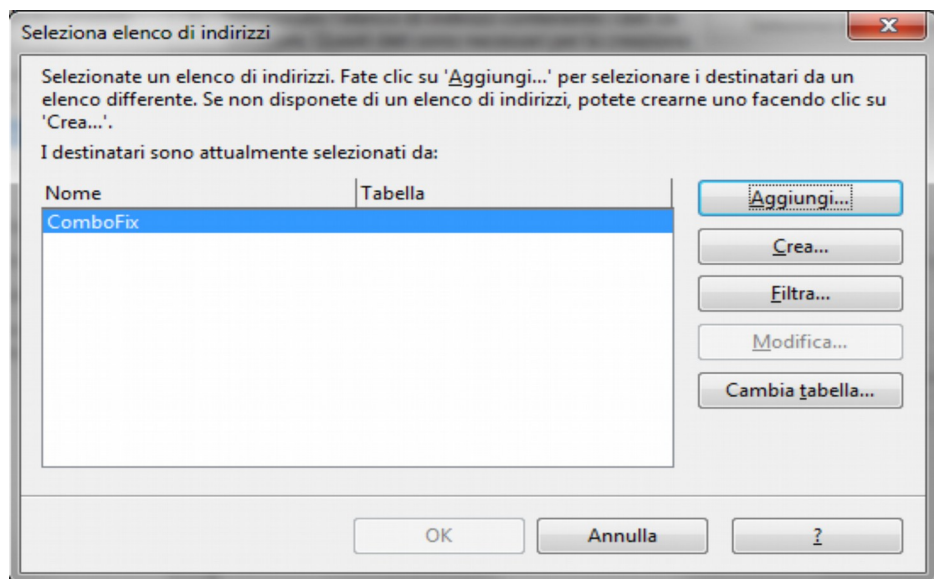 Seleziona elenco di indirizzi
Selezionate un elenco di indirizzi. Fate clic su 'Aggiungi...' per selezionare i destinatari da un
elenco differente. Se non disponete di un elenco di indirizzi, potete crearne uno facendo clic su
'Crea...'.
I destinatari sono attualmente selezionati da:
Nome Tabella
ComboFix
Aggiungi...
Crea...
Filtra...
Modifica...
Cambia tabella...
OK Annulla ?